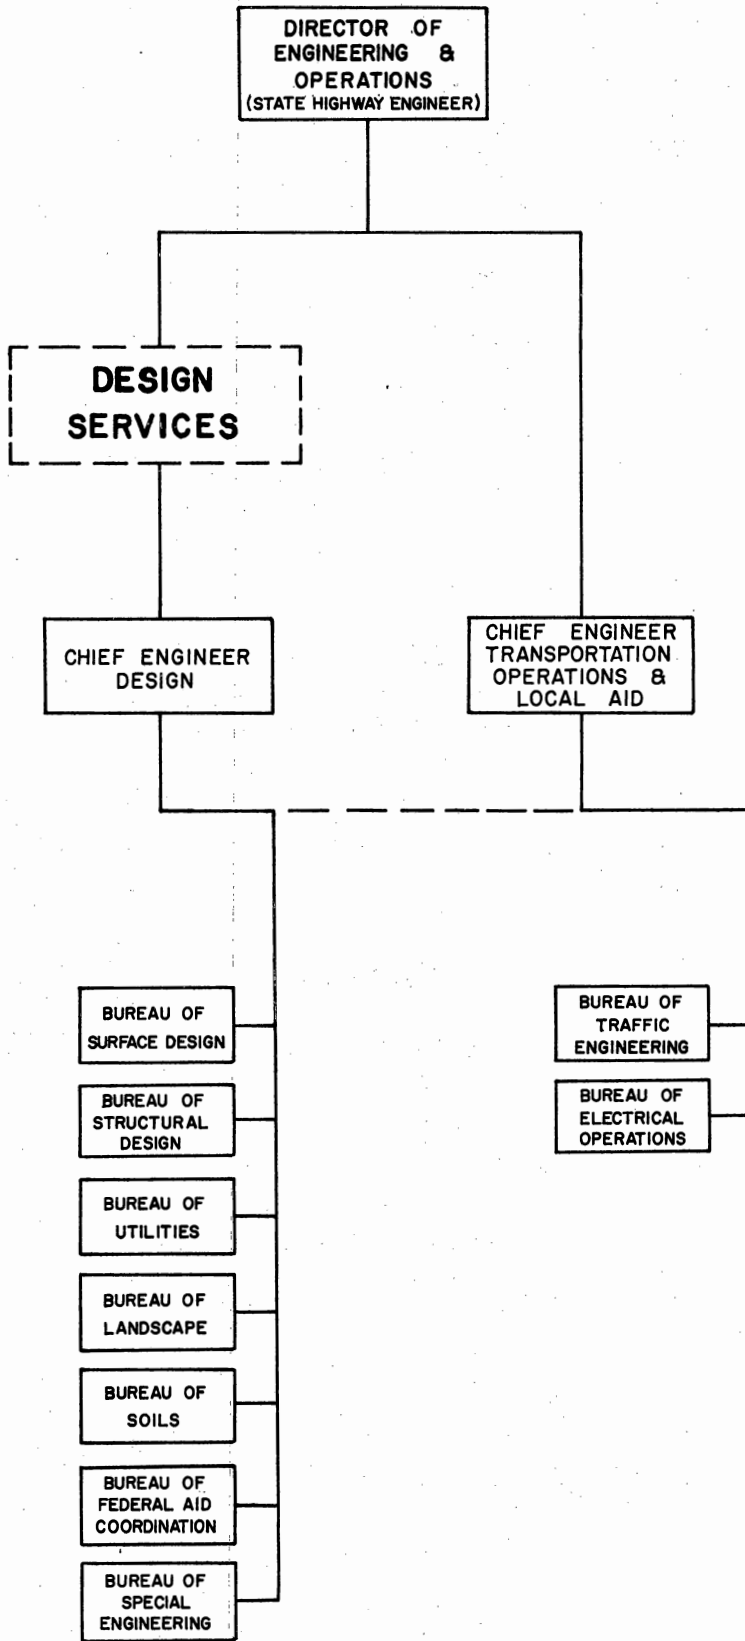 DIRECTOR OF
ENGINEERING &
OPERATIONS
(STATE HIGHWAY ENGINEER)
DESIGN
SERVICES
CHIEF ENGINEER
DESIGN
CHIEF ENGINEER
TRANSPORTATION
OPERATIONS &
LOCAL AID
BUREAU OF
SURFACE DESIGN
BUREAU OF
STRUCTURAL
DESIGN
BUREAU OF
UTILITIES
BUREAU OF
LANDSCAPE
BUREAU OF
SOILS
BUREAU OF
FEDERAL AID
COORDINATION
BUREAU OF
SPECIAL
ENGINEERING
BUREAU OF
TRAFFIC
ENGINEERING
BUREAU OF
ELECTRICAL
OPERATIONS